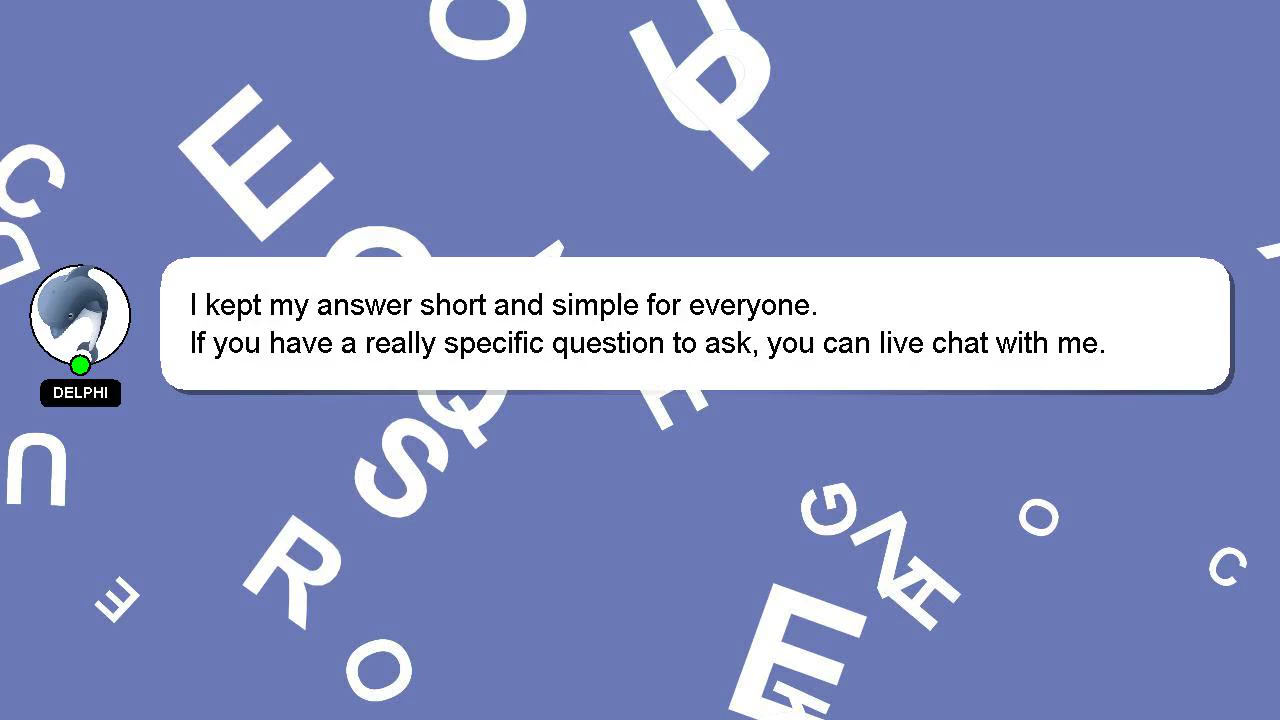 I kept my answer short and simple for everyone.
If you have a really specific question to ask, you can live chat with me.
DELPHI